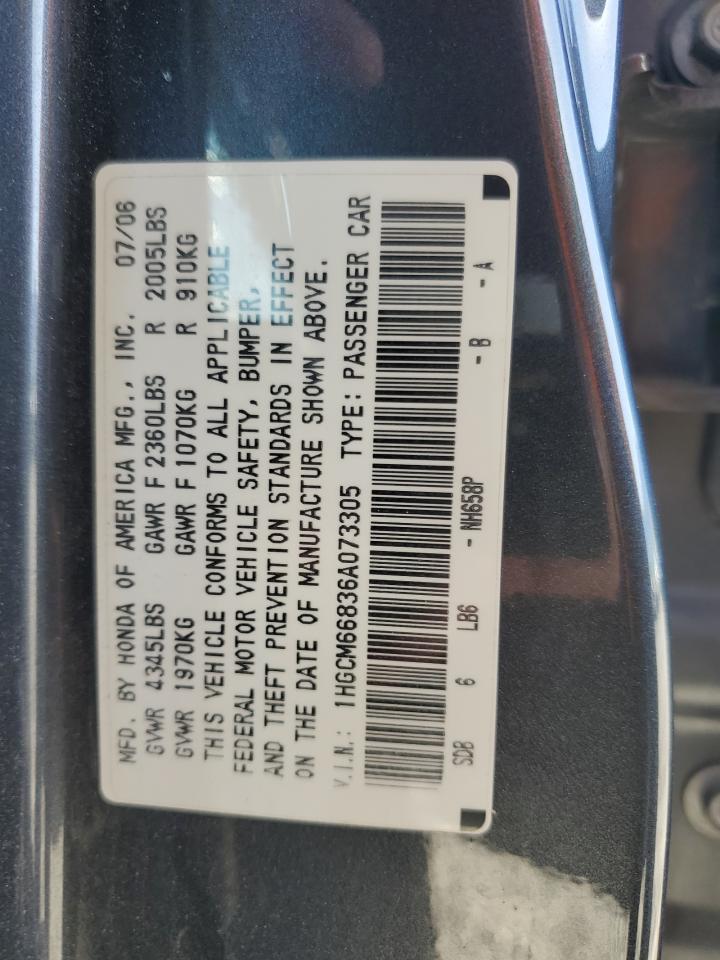 MFD. BY HONDA OF AMERICA MFG., INC. 07/06
GVWR 4345LBS GAWR F 2360LBS R 2005LBS
GVWR 1970KG GAWR F 1070KG R 910KG
THIS VEHICLE CONFORMS TO ALL APPLICABLE
FEDERAL MOTOR VEHICLE SAFETY, BUMPER,
AND THEFT PREVENTION STANDARDS IN EFFECT
ON THE DATE OF MANUFACTURE SHOWN ABOVE.
V.I.N.: 1HGCM66836A073305 TYPE: PASSENGER CAR
SDB 6 LB6 - NH658P - B - A